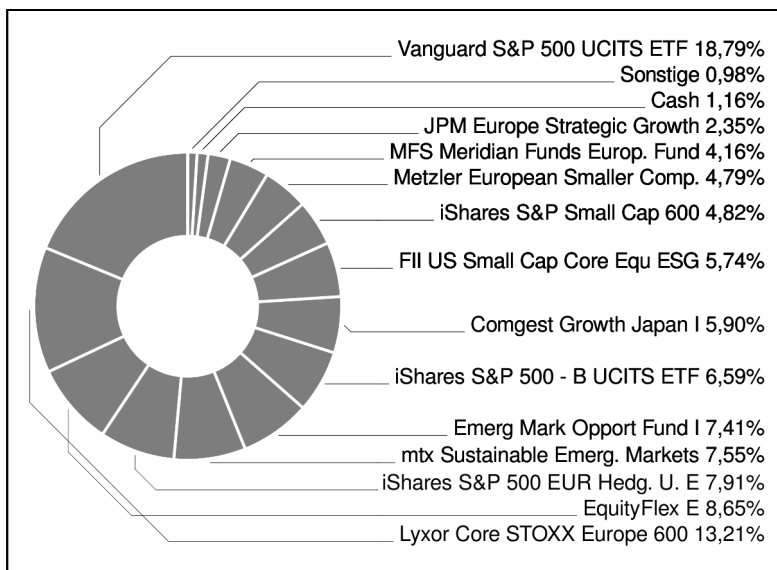 Vanguard S&P 500 UCITS ETF 18,79%
Sonstige 0,98%
Cash 1,16%
JPM Europe Strategic Growth 2,35%
MFS Meridian Funds Europ. Fund 4,16%
Metzler European Smaller Comp. 4,79%
iShares S&P Small Cap 600 4,82%
FII US Small Cap Core Equ ESG 5,74%
Comgest Growth Japan I 5,90%
iShares S&P 500 - B UCITS ETF 6,59%
Emerg Mark Opport Fund I 7,41%
mtx Sustainable Emerg. Markets 7,55%
iShares S&P 500 EUR Hedg. U. E 7,91%
EquityFlex E 8,65%
Lyxor Core STOXX Europe 600 13,21%